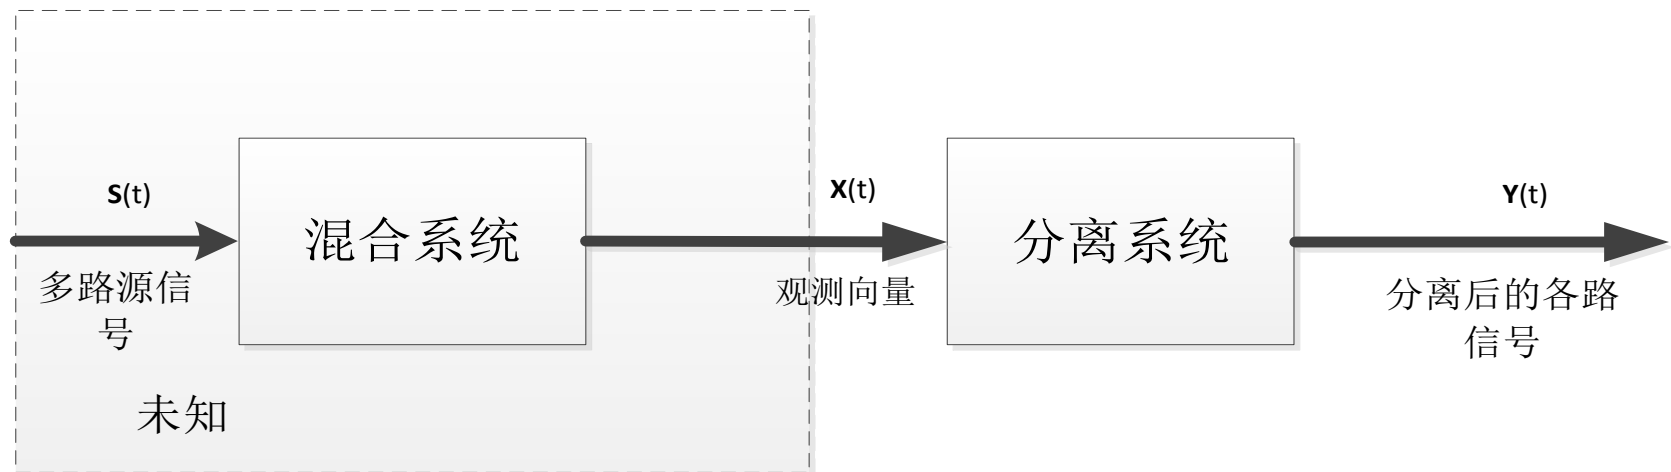 S(t)
混合系统
多路源信
号
未知
X(t)
观测向量
分离系统
Y(t)
分离后的各路
信号